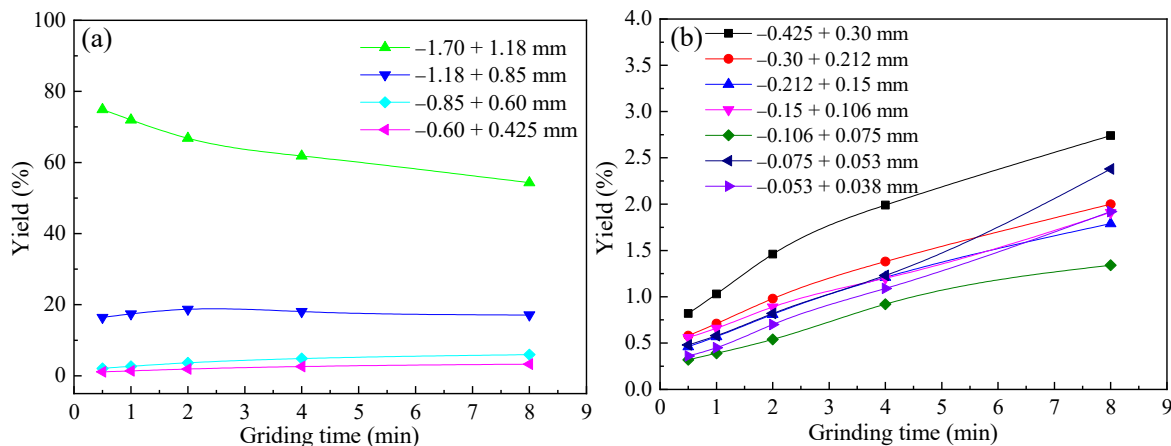 (a)
−1.70 + 1.18 mm
−1.18 + 0.85 mm
−0.85 + 0.60 mm
−0.60 + 0.425 mm
100
80
60
40
20
0
Yield (%)
0 1 2 3 4 5 6 7 8 9
Griding time (min)
(b)
−0.425 + 0.30 mm
−0.30 + 0.212 mm
−0.212 + 0.15 mm
−0.15 + 0.106 mm
−0.106 + 0.075 mm
−0.075 + 0.053 mm
−0.053 + 0.038 mm
4.0
3.5
3.0
2.5
2.0
1.5
1.0
0.5
0.0
Yield (%)
0 1 2 3 4 5 6 7 8 9
Grinding time (min)